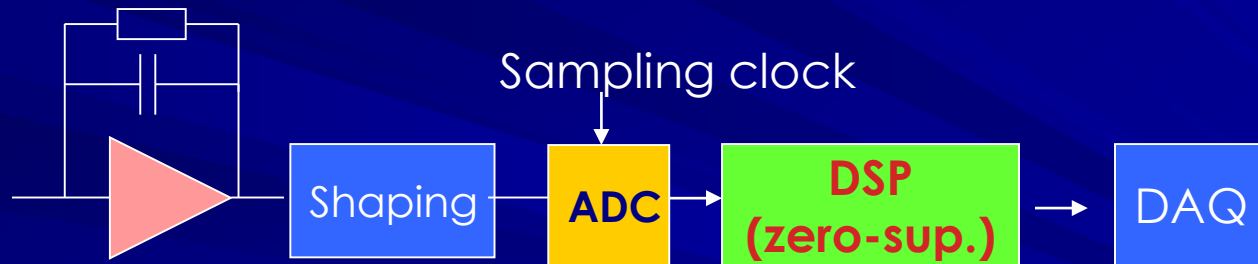 Sampling clock
Shaping
ADC
DSP
(zero-sup.)
DAQ